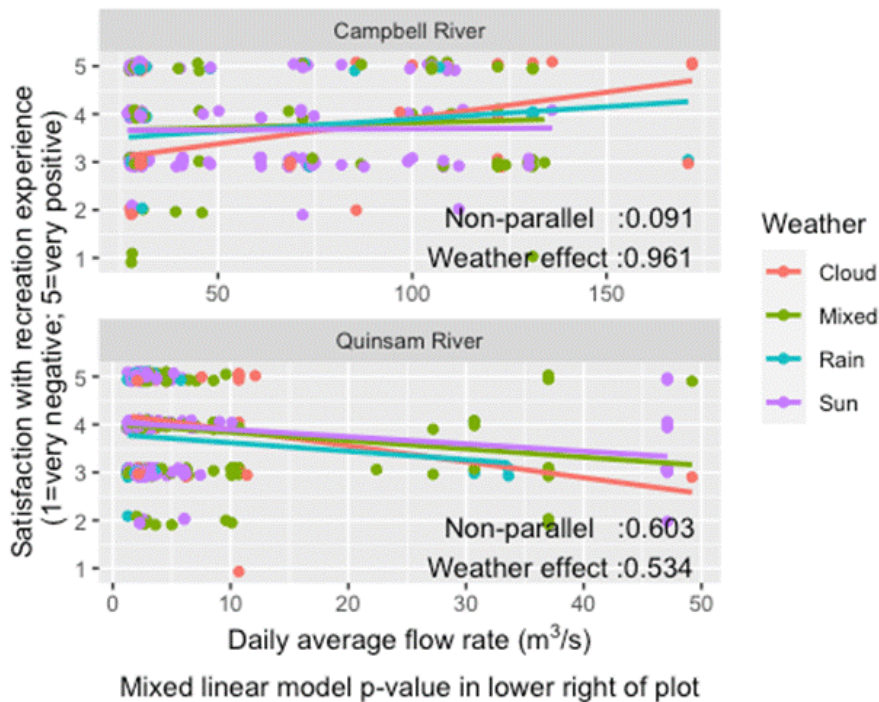 Campbell River
5
4
3
2
1
Non-parallel :0.091
Weather effect :0.961
50 100 150
Quinsam River
5
4
3
2
1
Non-parallel :0.603
Weather effect :0.534
0 10 20 30 40 50
Daily average flow rate (m³/s)
Mixed linear model p-value in lower right of plot
Satisfaction with recreation experience
(1=very negative; 5=very positive)
Weather
Cloud
Mixed
Rain
Sun